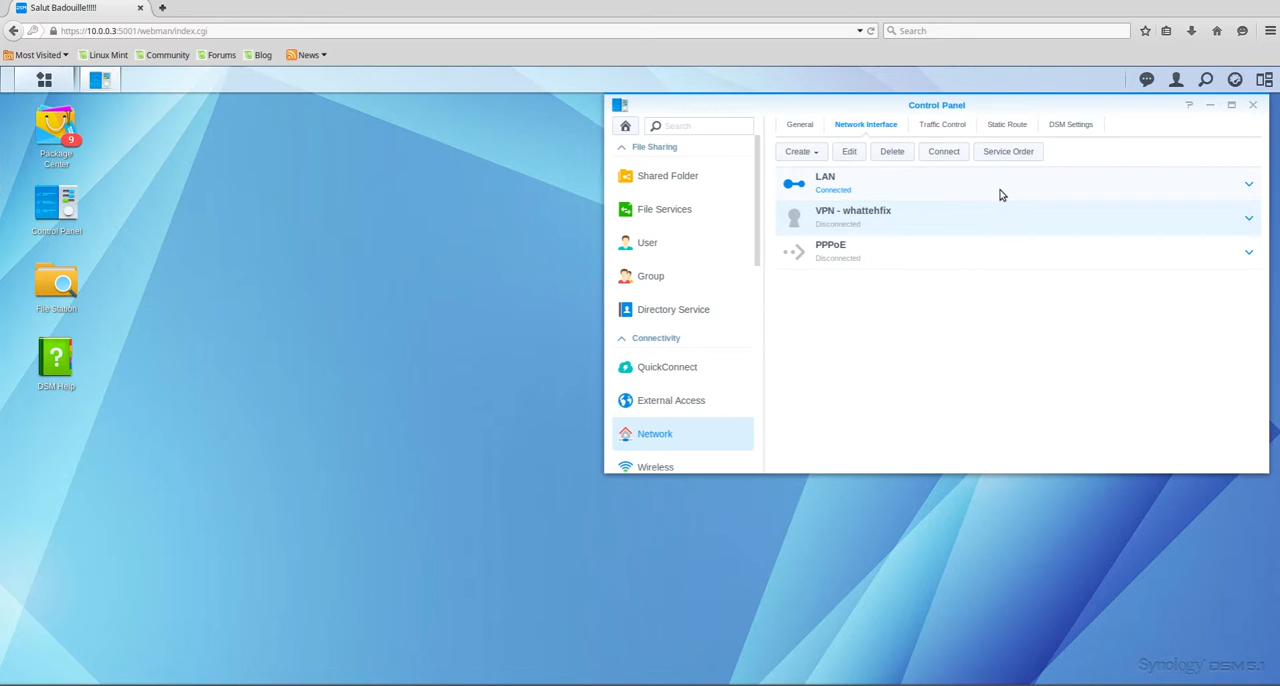 Salut Badouille!!!!!
https://10.0.0.3:5001/webman/index.cgi
Search
Most Visited
Linux Mint
Community
Forums
Blog
News
9
Package Center
Control Panel
File Station
DSM Help
Control Panel
Search
File Sharing
Shared Folder
File Services
User
Group
Directory Service
Connectivity
QuickConnect
External Access
Network
Wireless
General
Network Interface
Traffic Control
Static Route
DSM Settings
Create
Edit
Delete
Connect
Service Order
LAN
Connected
VPN - whattehfix
Disconnected
PPPoE
Disconnected
Synology DSM 5.1